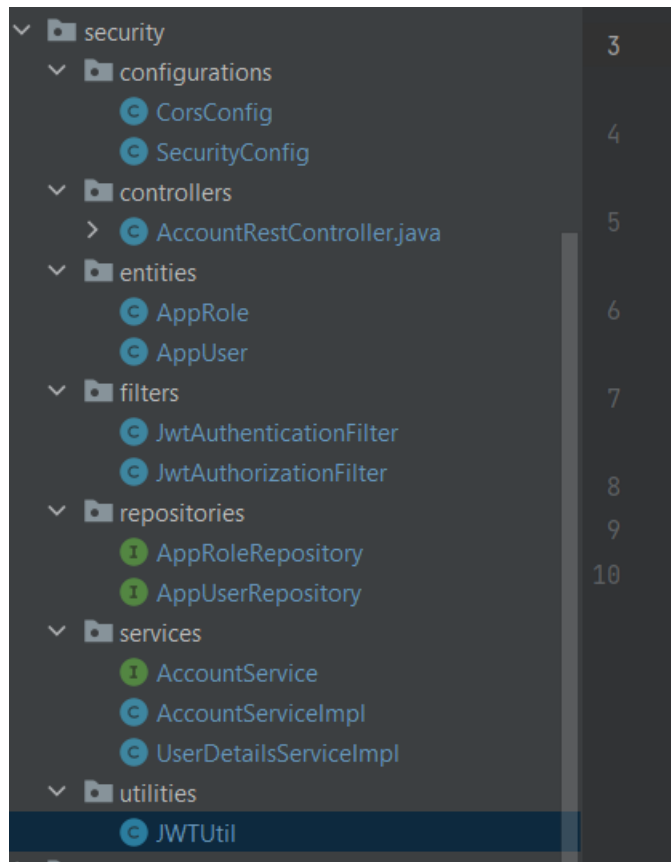 security
3
configurations
C CorsConfig
4
C SecurityConfig
controllers
5
C AccountRestController.java
entities
6
C AppRole
C AppUser
7
filters
C JwtAuthenticationFilter
C JwtAuthorizationFilter
8
repositories
9
I AppRoleRepository
10
I AppUserRepository
services
I AccountService
C AccountServiceImpl
C UserDetailsServiceImpl
utilities
C JWTUtil